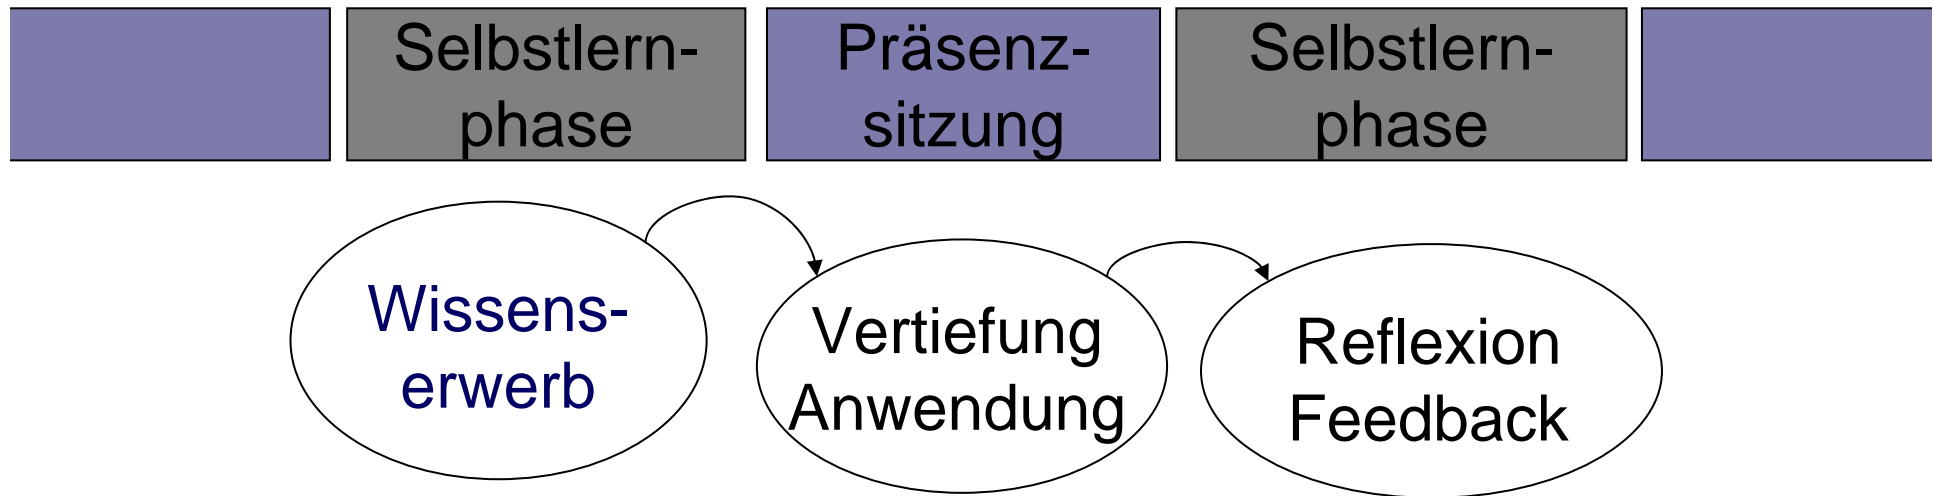 Selbstlern-
phase
Präsenz-
sitzung
Selbstlern-
phase
Wissens-
erwerb
Vertiefung
Anwendung
Reflexion
Feedback